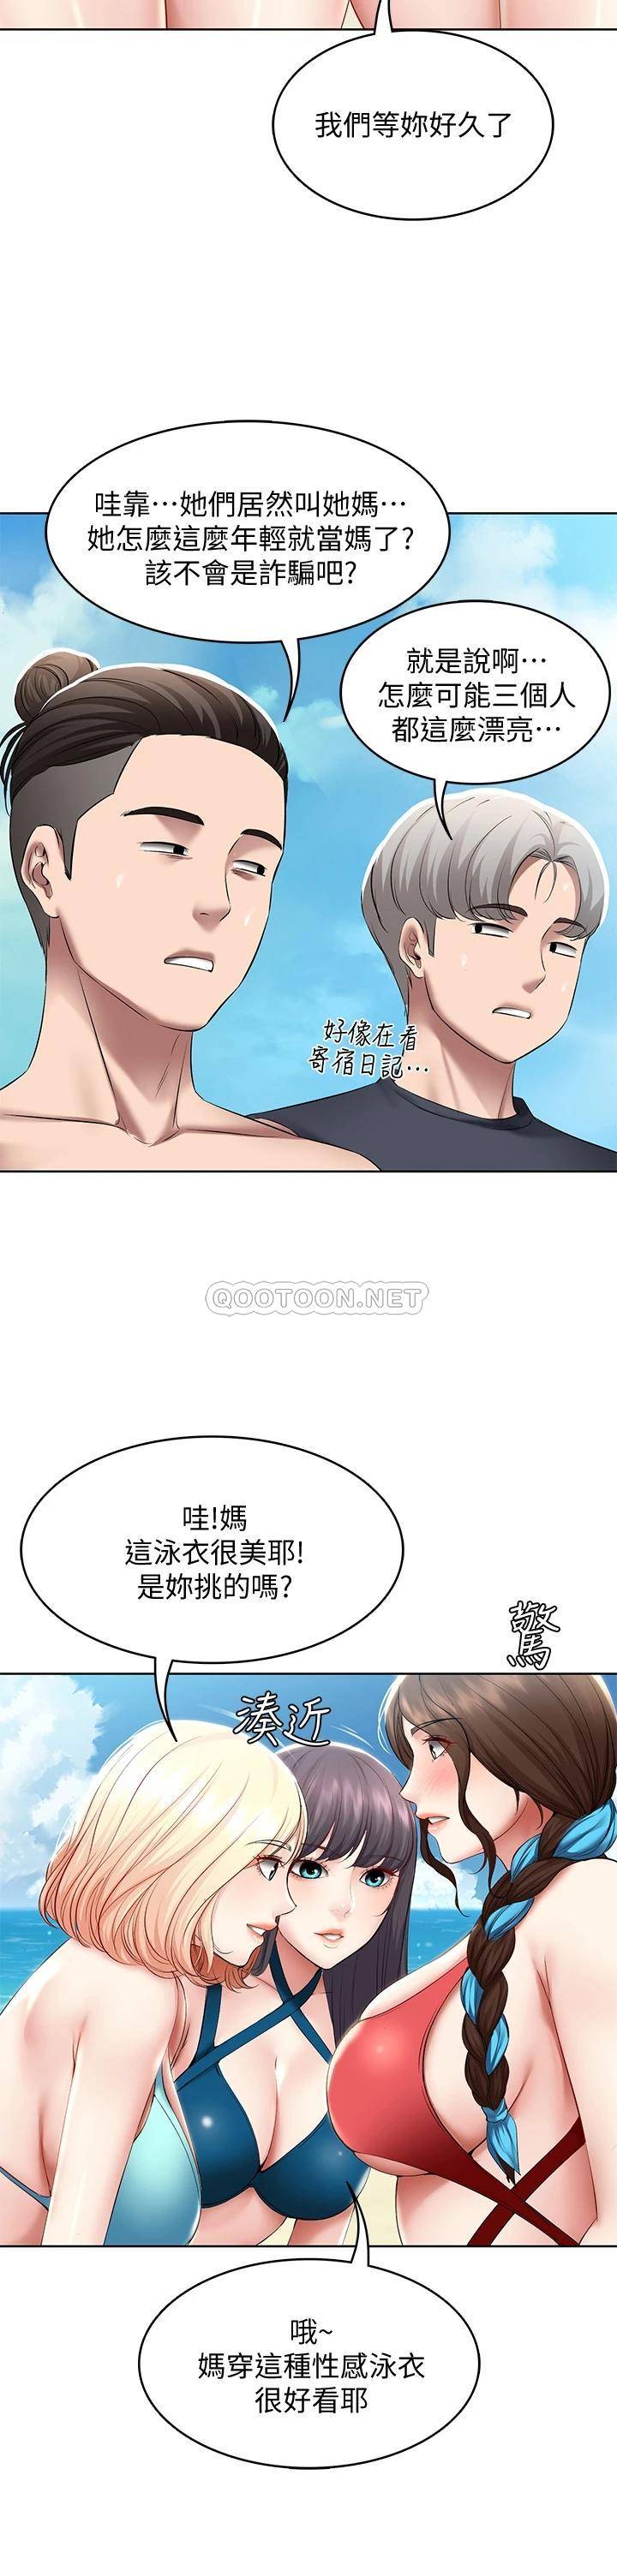 我們等妳好久了
哇靠⋯她們居然叫她媽⋯
她怎麼這麼年輕就當媽了?
該不會是詐騙吧?
就是說啊⋯
怎麼可能三個人
都這麼漂亮⋯
好像在看
寄宿日記⋯
QOOTOON.NET
哇!媽
這泳衣很美耶!
是妳挑的嗎?
驚
湊近
哦~
媽穿這種性感泳衣
很好看耶